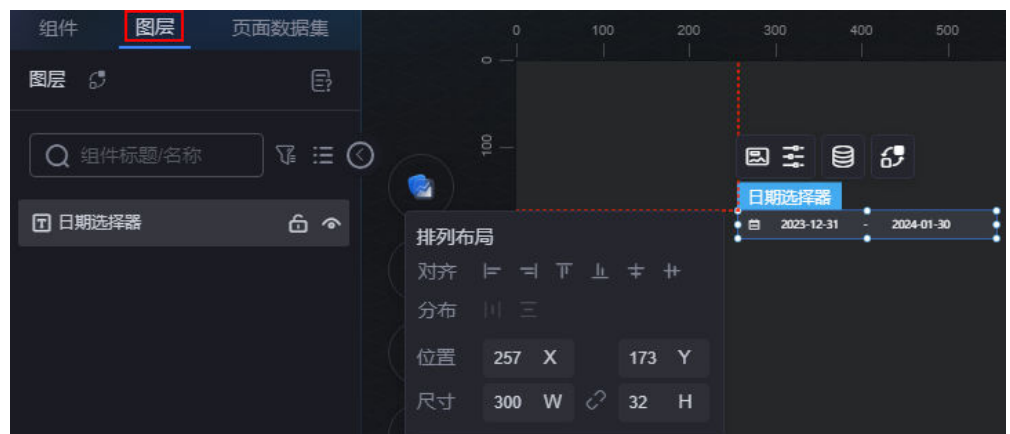 组件 图层 页面数据集
0 100 200 300 400 500
图层
0
组件标题/名称
100
日期选择器
日期选择器
2023-12-31 - 2024-01-30
排列布局
对齐
分布
位置 257 X 173 Y
尺寸 300 W 32 H